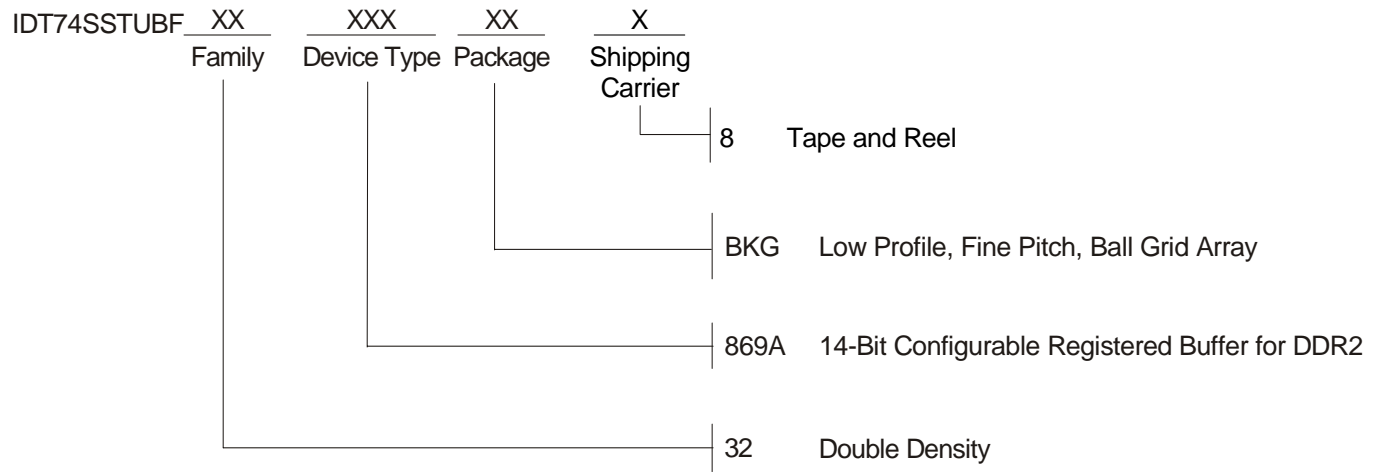 IDT74SSTUBF XX XXX XX X
Family Device Type Package Shipping
Carrier
8 Tape and Reel
BKG Low Profile, Fine Pitch, Ball Grid Array
869A 14-Bit Configurable Registered Buffer for DDR2
32 Double Density